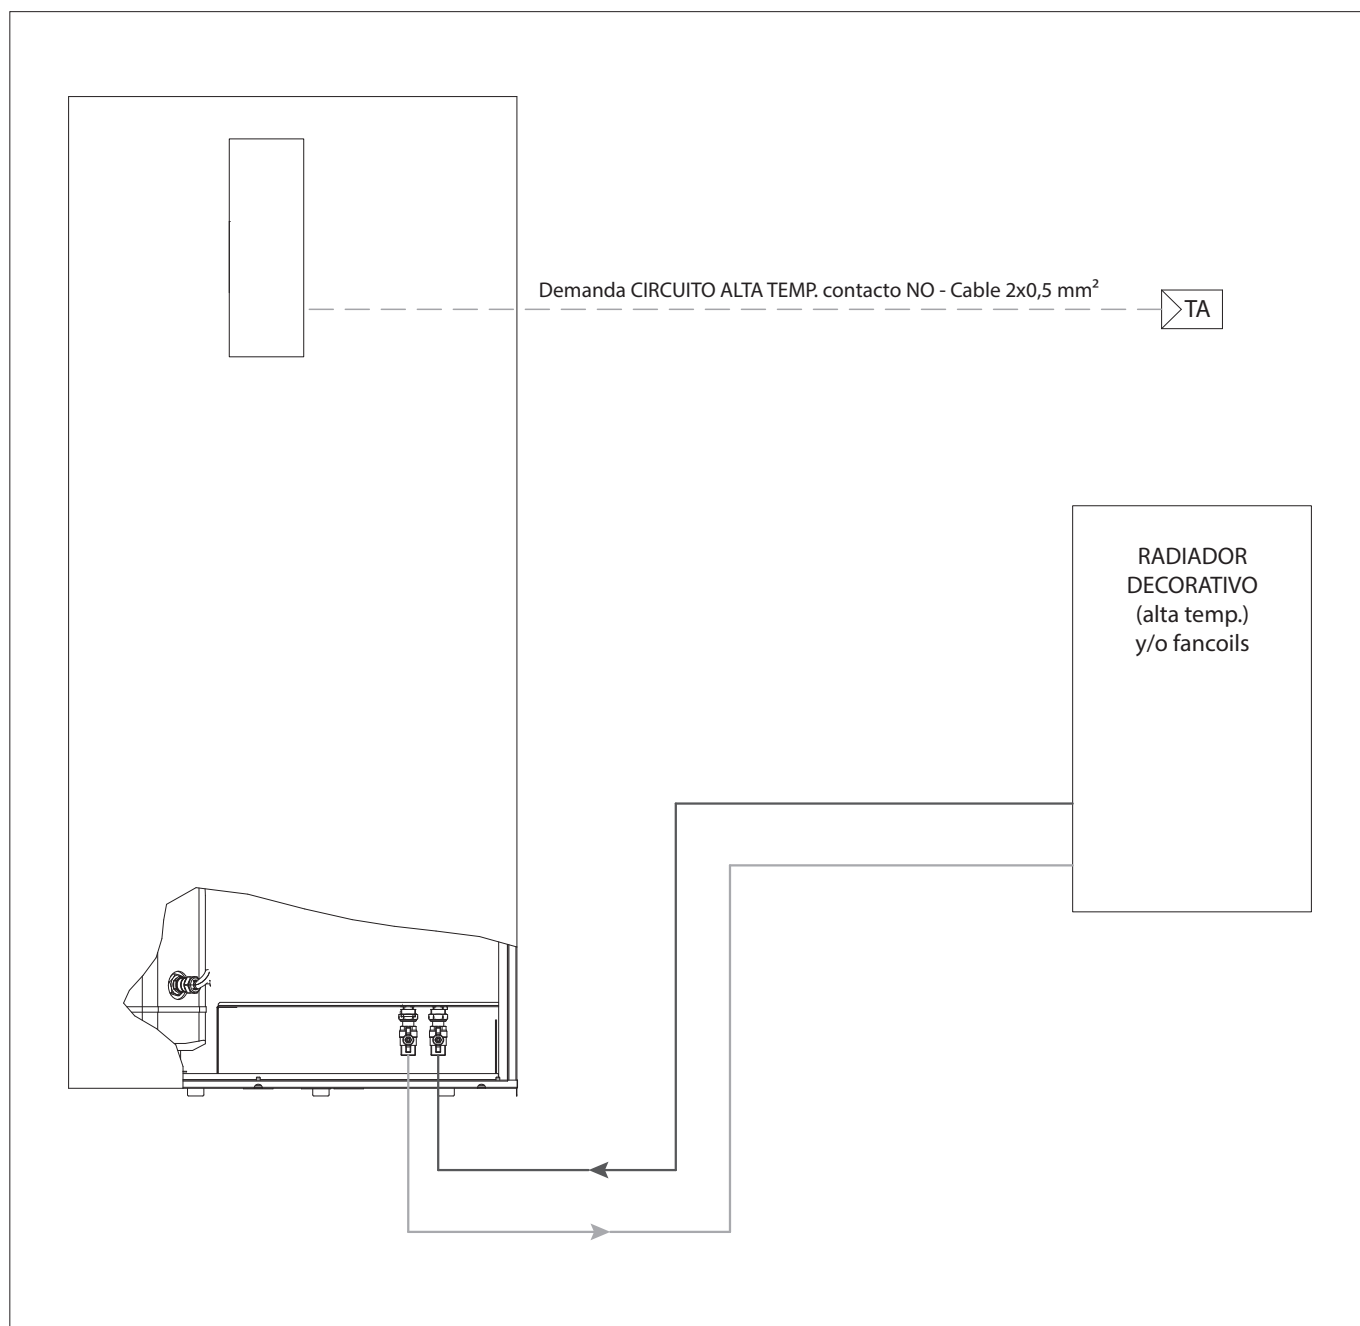 Demanda CIRCUITO ALTA TEMP. contacto NO - Cable 2x0,5 mm²
TA
RADIADOR
DECORATIVO
(alta temp.)
y/o fancoils